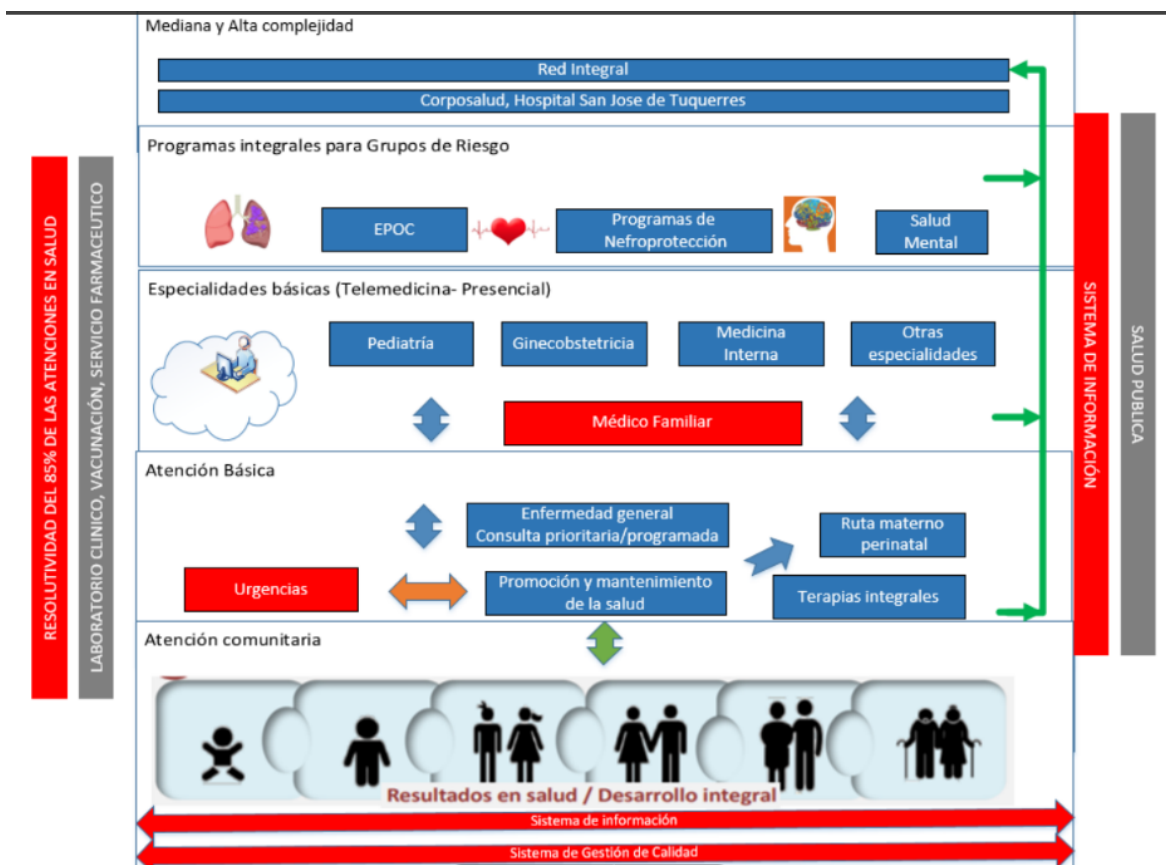 Mediana y Alta complejidad
Red Integral
Corposalud, Hospital San Jose de Tuquerres
Programas integrales para Grupos de Riesgo
EPOC
Programas de
Nefroprotección
Salud
Mental
Especialidades básicas (Telemedicina- Presencial)
Pediatría
Ginecobstetricia
Medicina
Interna
Otras
especialidades
Médico Familiar
Atención Básica
Enfermedad general
Consulta prioritaria/programada
Ruta materno
perinatal
Urgencias
Promoción y mantenimiento
de la salud
Terapias integrales
Atención comunitaria
Resultados en salud / Desarrollo integral
Sistema de información
Sistema de Gestión de Calidad
RESOLUTIVIDAD DEL 85% DE LAS ATENCIONES EN SALUD
LABORATORIO CLINICO, VACUNACIÓN, SERVICIO FARMACEUTICO
SISTEMA DE INFORMACIÓN
SALUD PUBLICA